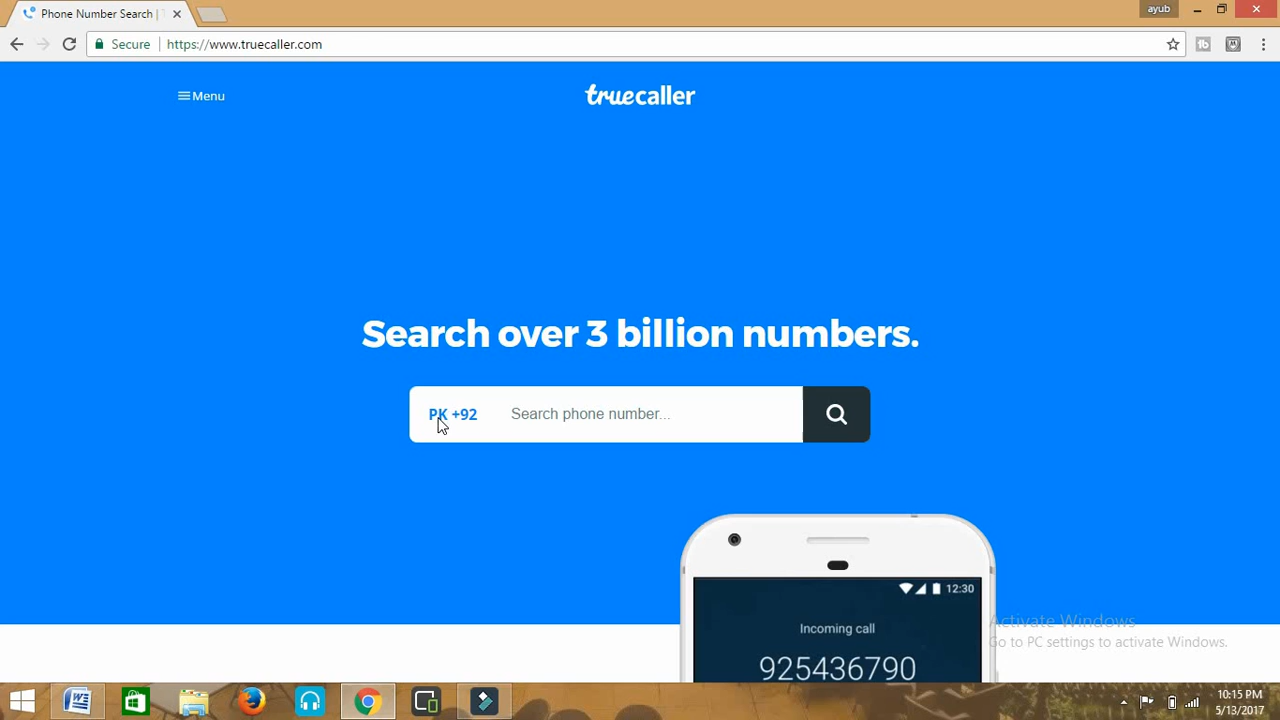 Phone Number Search |
ayub
Secure
https://www.truecaller.com
Menu
truecaller
Search over 3 billion numbers.
PK +92
Search phone number...
12:30
Incoming call
925436790
Activate Windows
Go to PC settings to activate Windows.
10:15 PM
5/13/2017